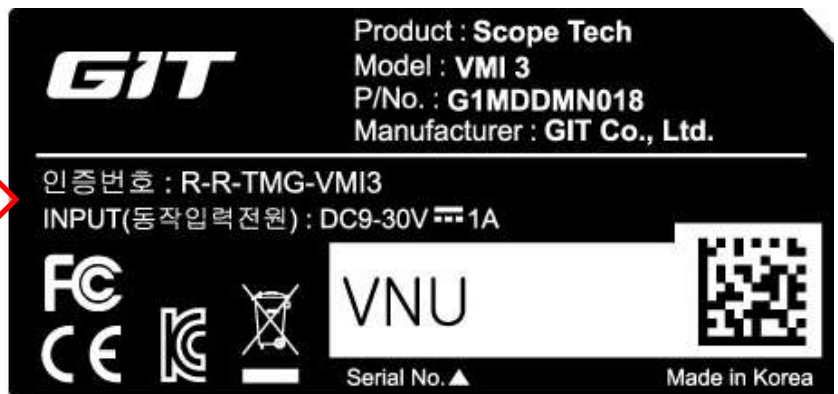 GIT
Product : Scope Tech
Model : VMI 3
P/No. : G1MDDMN018
Manufacturer : GIT Co., Ltd.
인증번호 : R-R-TMG-VMI3
INPUT(동작입력전원) : DC9-30V ⎓ 1A
FC
CE
VNU
Serial No.▲
Made in Korea